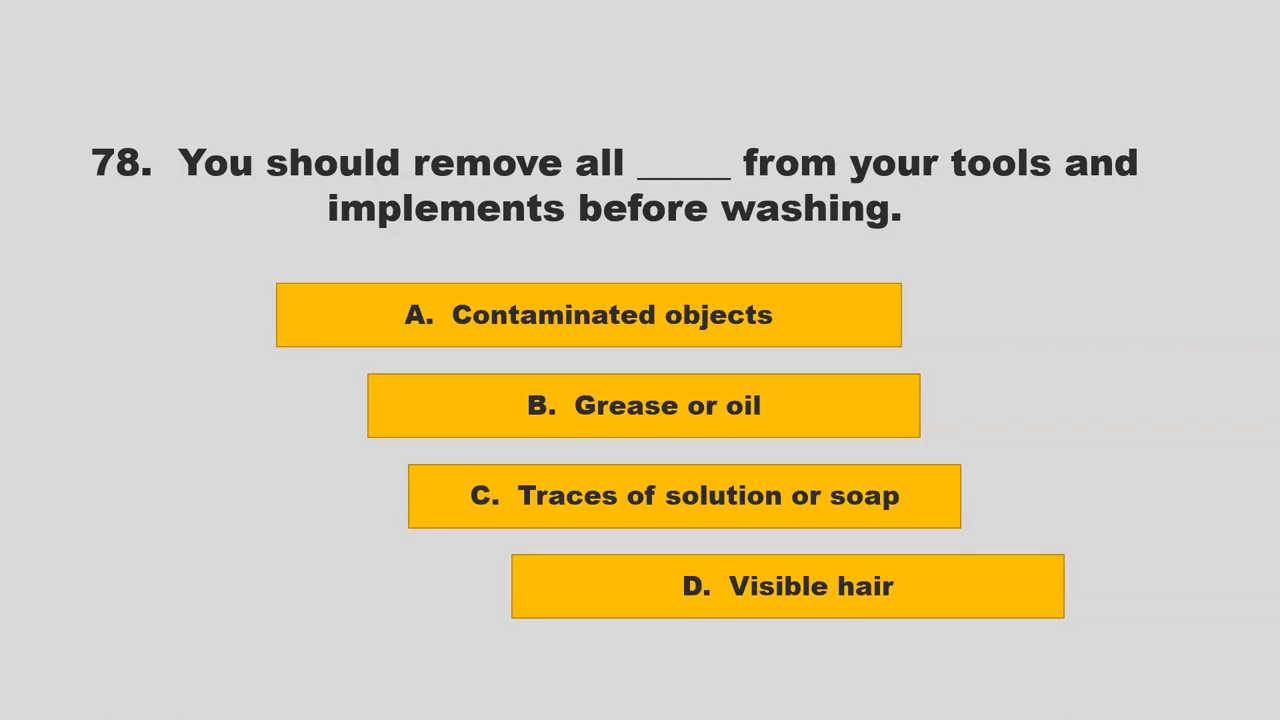 78. You should remove all _____ from your tools and
implements before washing.
A. Contaminated objects
B. Grease or oil
C. Traces of solution or soap
D. Visible hair